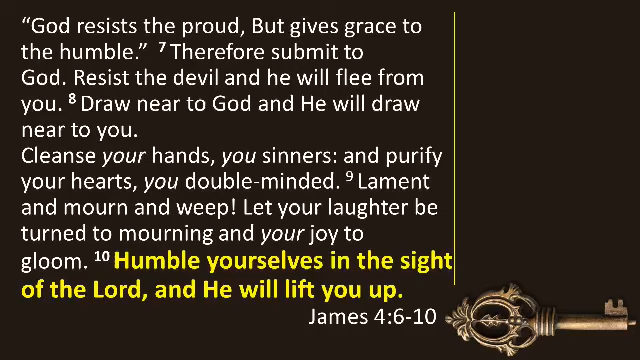 “God resists the proud, But gives grace to
the humble.” 7 Therefore submit to
God. Resist the devil and he will flee from
you. 8 Draw near to God and He will draw
near to you.
Cleanse your hands, you sinners: and purify
your hearts, you double-minded. 9 Lament
and mourn and weep! Let your laughter be
turned to mourning and your joy to
gloom. 10 Humble yourselves in the sight
of the Lord, and He will lift you up.
James 4:6-10